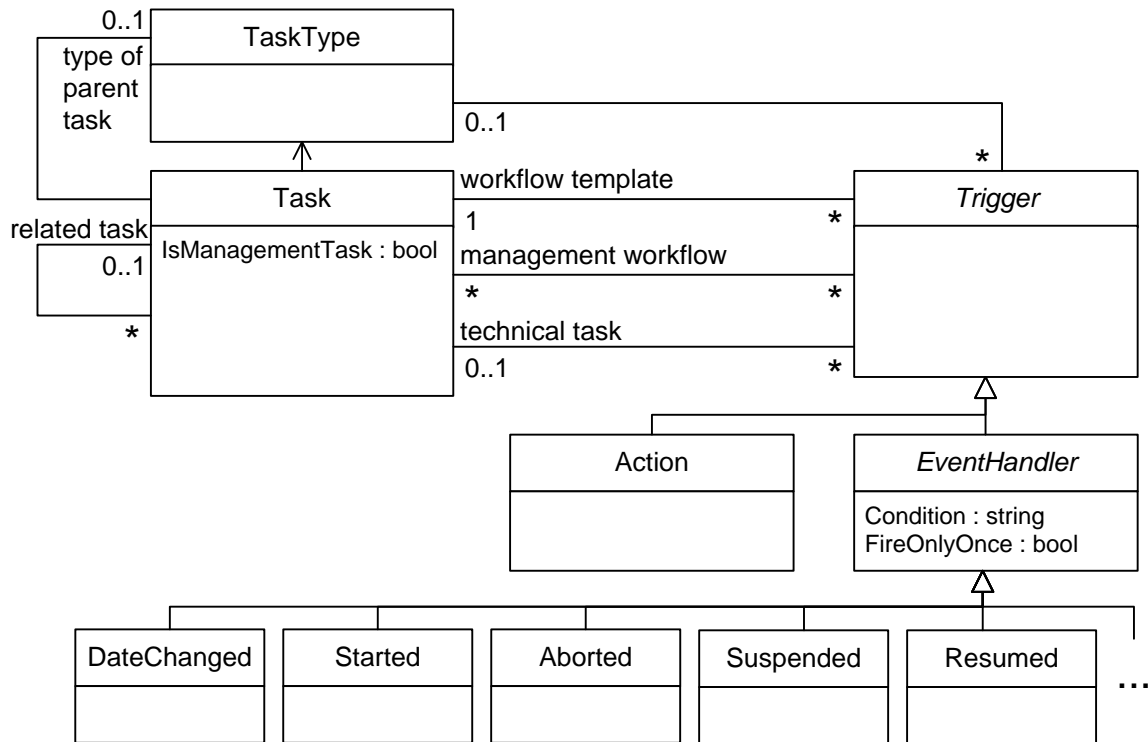 0..1
TaskType
type of
parent
task
0..1
*
workflow template
Task
Trigger
1
*
related task
IsManagementTask : bool
management workflow
0..1
*
*
*
technical task
0..1
*
Action
EventHandler
Condition : string
FireOnlyOnce : bool
DateChanged
Started
Aborted
Suspended
Resumed
...